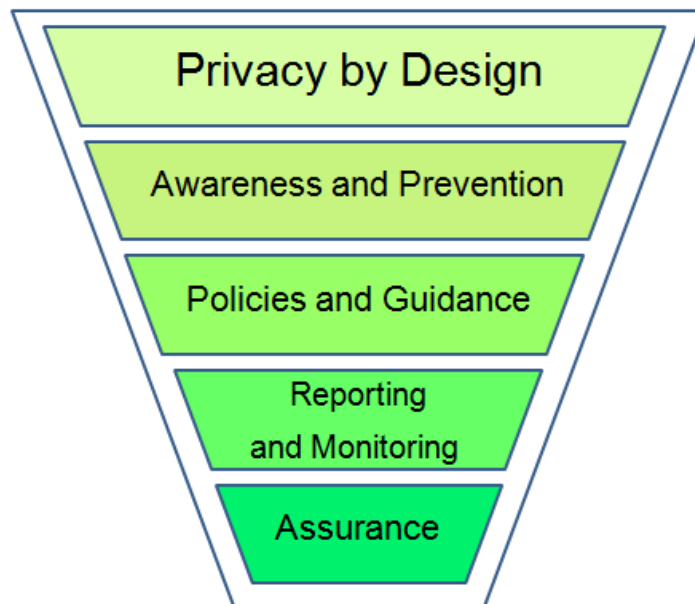 Privacy by Design
Awareness and Prevention
Policies and Guidance
Reporting
and Monitoring
Assurance